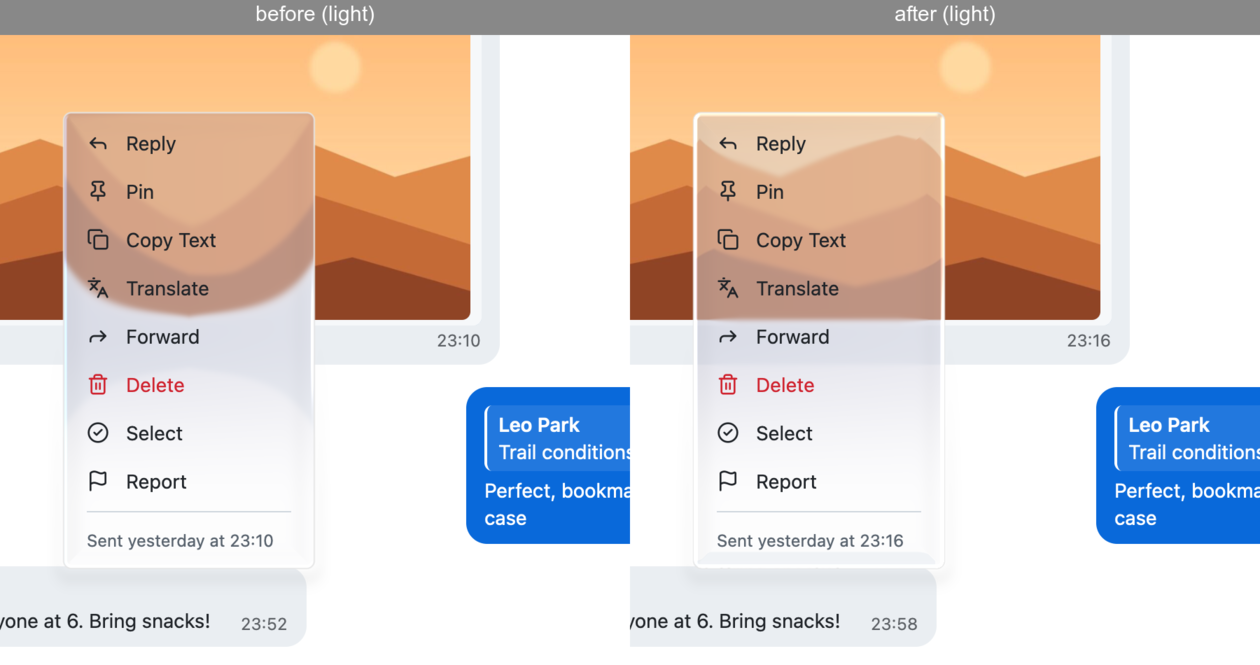 before (light)
Reply
Pin
Copy Text
Translate
Forward
Delete
Select
Report
Sent yesterday at 23:10
23:10
Leo Park
Trail conditions
Perfect, bookma
case
yone at 6. Bring snacks!
23:52
after (light)
Reply
Pin
Copy Text
Translate
Forward
Delete
Select
Report
Sent yesterday at 23:16
23:16
Leo Park
Trail conditions
Perfect, bookma
case
yone at 6. Bring snacks!
23:58